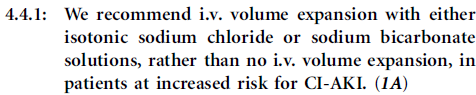 4.4.1: We recommend i.v. volume expansion with either
isotonic sodium chloride or sodium bicarbonate
solutions, rather than no i.v. volume expansion, in
patients at increased risk for CI-AKI. (1A)